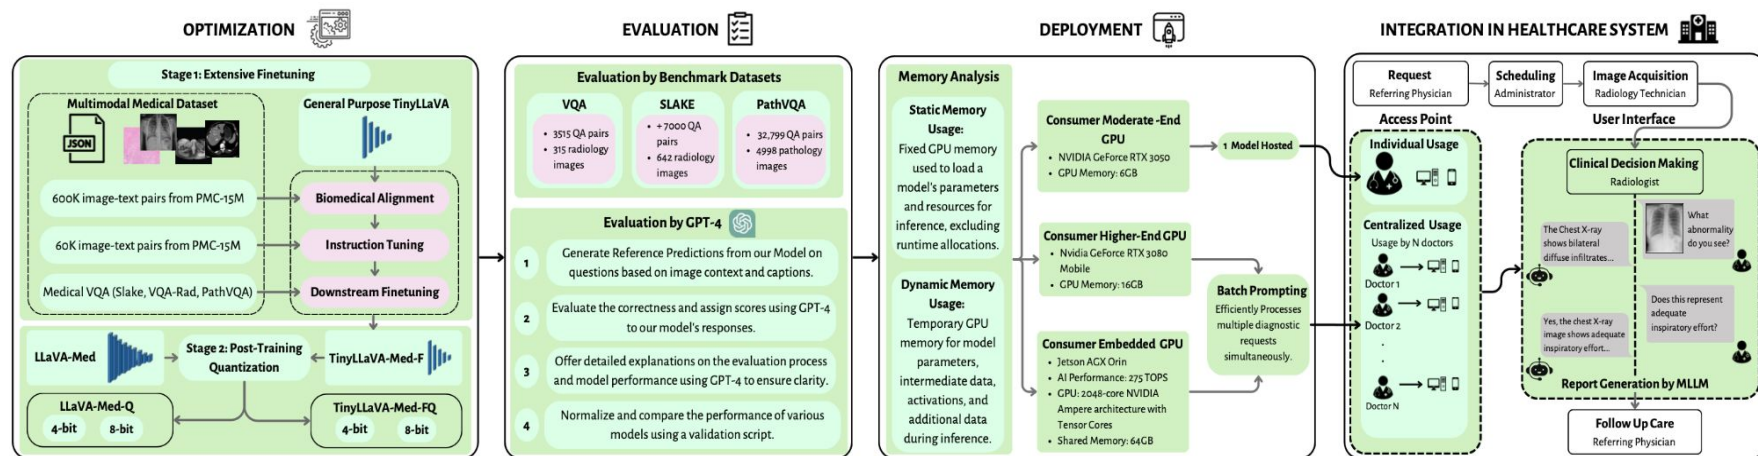 OPTIMIZATION
Stage 1: Extensive Finetuning
Multimodal Medical Dataset
JSON
General Purpose TinyLLaVA
600K image-text pairs from PMC-15M
Biomedical Alignment
60K image-text pairs from PMC-15M
Instruction Tuning
Medical VQA (Slake, VQA-Rad, PathVQA)
Downstream Finetuning
LLaVA-Med
Stage 2: Post-Training
Quantization
TinyLLaVA-Med-F
LLaVA-Med-Q
4-bit
8-bit
TinyLLaVA-Med-FQ
4-bit
8-bit
EVALUATION
Evaluation by Benchmark Datasets
VQA
• 3515 QA pairs
• 315 radiology
images
SLAKE
• + 7000 QA
pairs
• 642 radiology
images
PathVQA
• 32,799 QA pairs
• 4998 pathology
images
Evaluation by GPT-4
1
Generate Reference Predictions from our Model on
questions based on image context and captions.
2
Evaluate the correctness and assign scores using GPT-4
to our model's responses.
3
Offer detailed explanations on the evaluation process
and model performance using GPT-4 to ensure clarity.
4
Normalize and compare the performance of various
models using a validation script.
DEPLOYMENT
Memory Analysis
Static Memory
Usage:
Fixed GPU memory
used to load a
model's parameters
and resources for
inference, excluding
runtime allocations.
Dynamic Memory
Usage:
Temporary GPU
memory for model
parameters,
intermediate data,
activations, and
additional data
during inference.
Consumer Moderate -End
GPU
• NVIDIA GeForce RTX 3050
• GPU Memory: 6GB
1 Model Hosted
Consumer Higher-End GPU
• Nvidia GeForce RTX 3080
Mobile
• GPU Memory: 16GB
Consumer Embedded GPU
• Jetson AGX Orin
• AI Performance: 275 TOPS
• GPU: 2048-core NVIDIA
Ampere architecture with
Tensor Cores
• Shared Memory: 64GB
Batch Prompting
Efficiently Processes
multiple diagnostic
requests
simultaneously.
INTEGRATION IN HEALTHCARE SYSTEM
Request
Referring Physician
Scheduling
Administrator
Image Acquisition
Radiology Technician
Access Point
Individual Usage
Centralized Usage
Usage by N doctors
Doctor 1
Doctor 2
.
.
Doctor N
User Interface
Clinical Decision Making
Radiologist
What
abnormality
do you see?
The Chest X-ray
shows bilateral
diffuse infiltrates...
Does this represent
adequate
inspiratory effort?
Yes, the chest X-ray
image shows adequate
inspiratory effort...
Report Generation by MLLM
Follow Up Care
Referring Physician